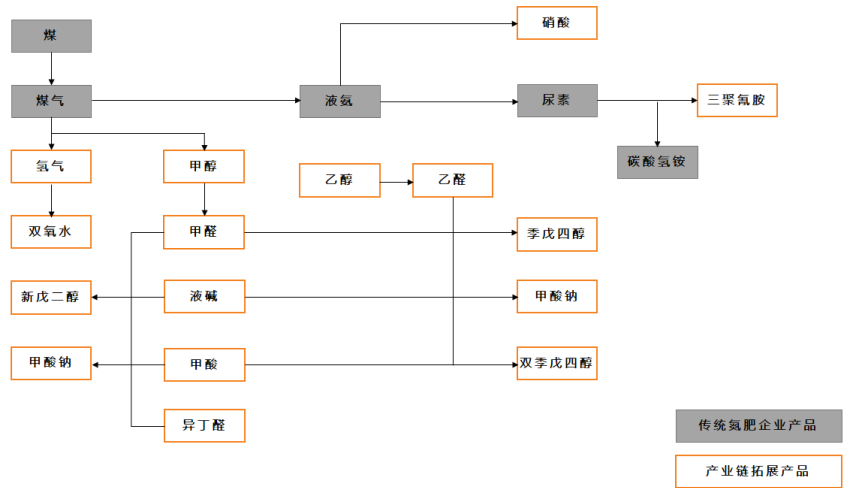 硝酸
煤
煤气
液氨
尿素
三聚氰胺
碳酸氢铵
氢气
甲醇
乙醇
乙醛
双氧水
甲醛
季戊四醇
新戊二醇
液碱
甲酸钠
甲酸钠
甲酸
双季戊四醇
异丁醛
传统氮肥企业产品
产业链拓展产品